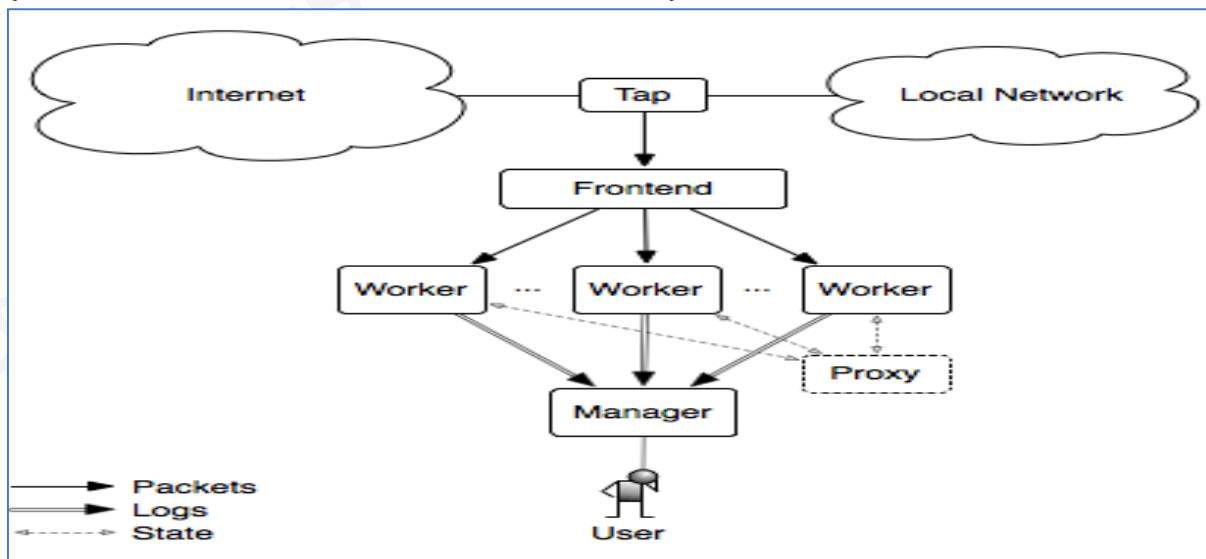 Internet
Tap
Local Network
Frontend
Worker ... Worker ... Worker
Proxy
Manager
Packets
Logs
State
User